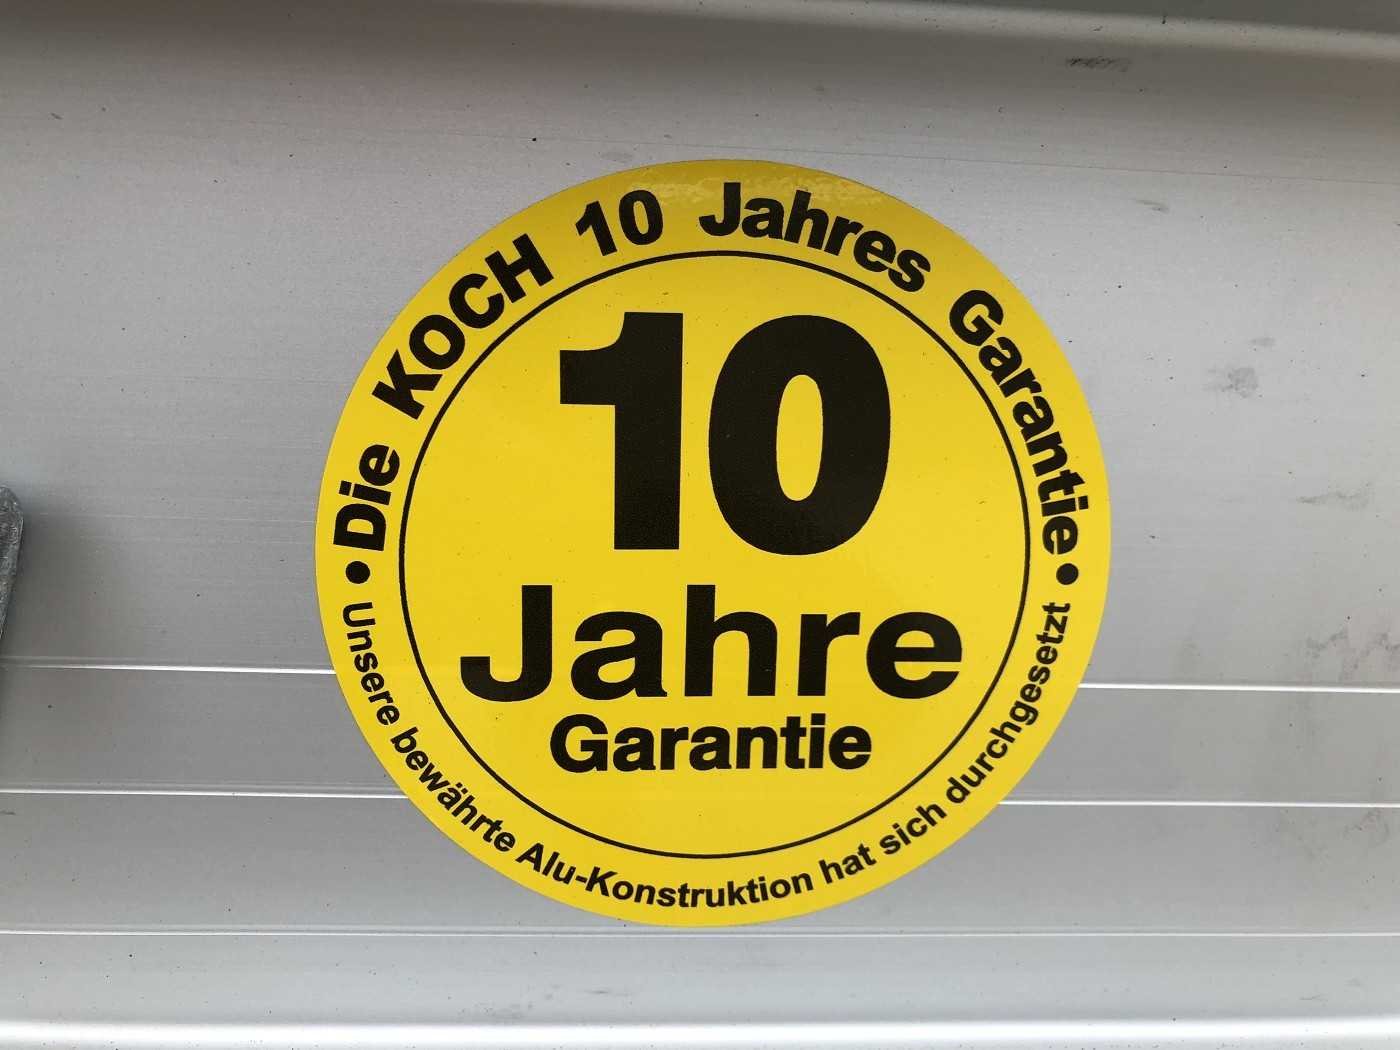 Die KOCH 10 Jahres Garantie
10
Jahre
Garantie
• Unsere bewährte Alu-Konstruktion hat sich durchgesetzt •